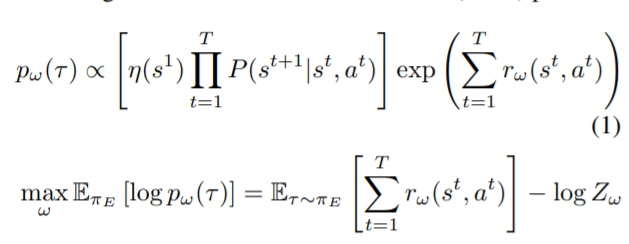 p_ω(τ) ∝ [η(s^1) ∏_{t=1}^{T} P(s^{t+1}|s^t, a^t)] exp (∑_{t=1}^{T} r_ω(s^t, a^t))
(1)
max_ω 𝔼_{π_E} [log p_ω(τ)] = 𝔼_{τ∼π_E} [∑_{t=1}^{T} r_ω(s^t, a^t)] − log Z_ω